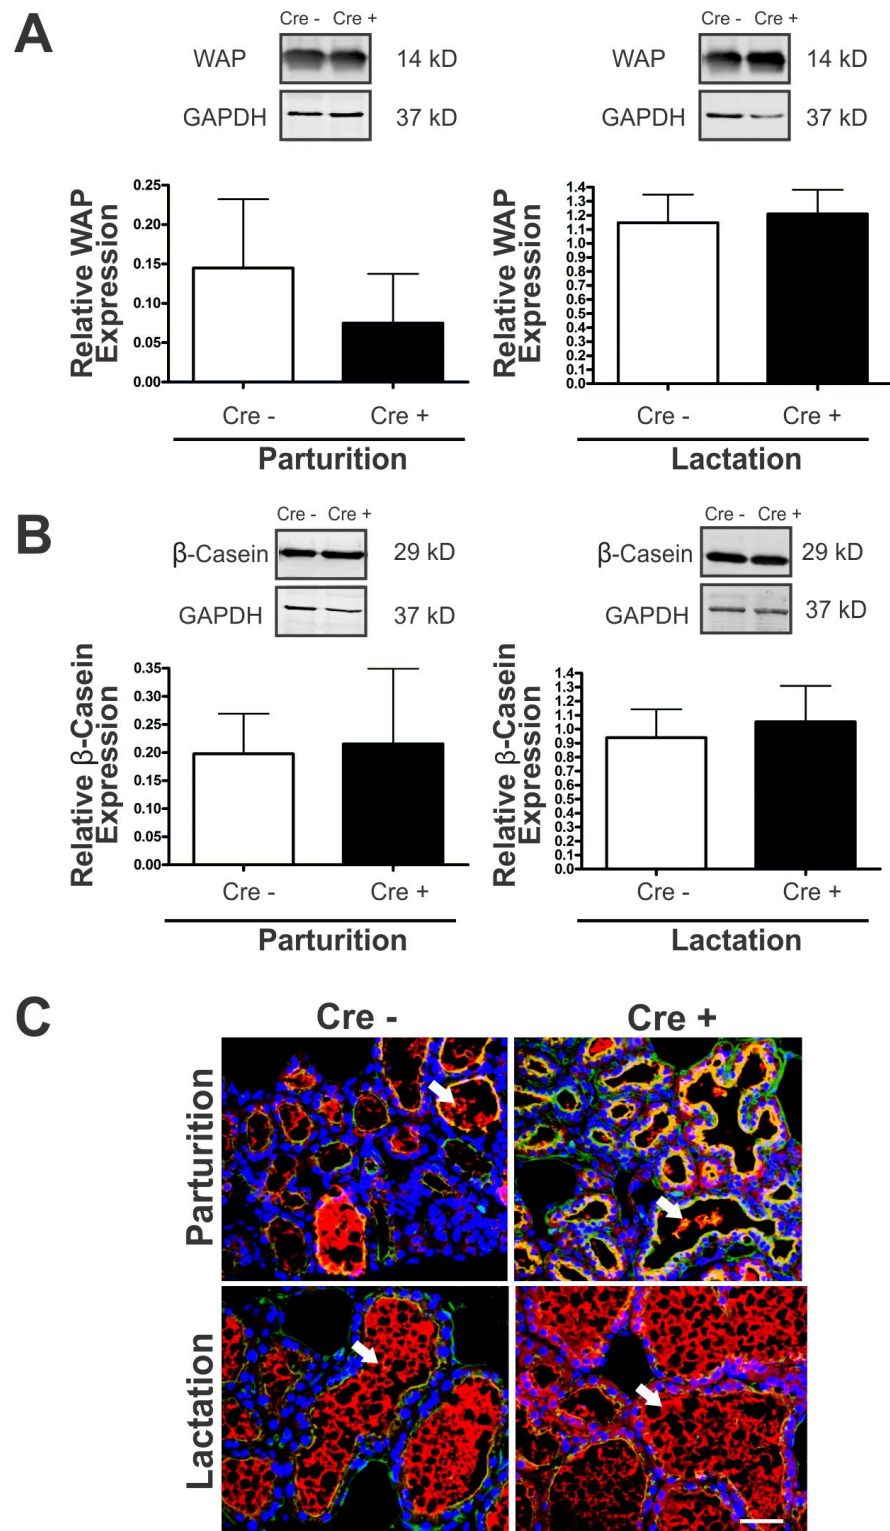 A
Cre - Cre +
WAP 14 kD
GAPDH 37 kD
Relative WAP
Expression
0.25
0.20
0.15
0.10
0.05
0.00
Cre - Cre +
Parturition
Cre - Cre +
WAP 14 kD
GAPDH 37 kD
Relative WAP
Expression
1.4
1.3
1.2
1.1
1.0
0.9
0.8
0.7
0.6
0.5
0.4
0.3
0.2
0.1
0.0
Cre - Cre +
Lactation
B
Cre - Cre +
β-Casein 29 kD
GAPDH 37 kD
Relative β-Casein
Expression
0.35
0.30
0.25
0.20
0.15
0.10
0.05
0.00
Cre - Cre +
Parturition
Cre - Cre +
β-Casein 29 kD
GAPDH 37 kD
Relative β-Casein
Expression
1.4
1.3
1.2
1.1
1.0
0.9
0.8
0.7
0.6
0.5
0.4
0.3
0.2
0.1
0.0
Cre - Cre +
Lactation
C
Cre - Cre +
Parturition
Lactation